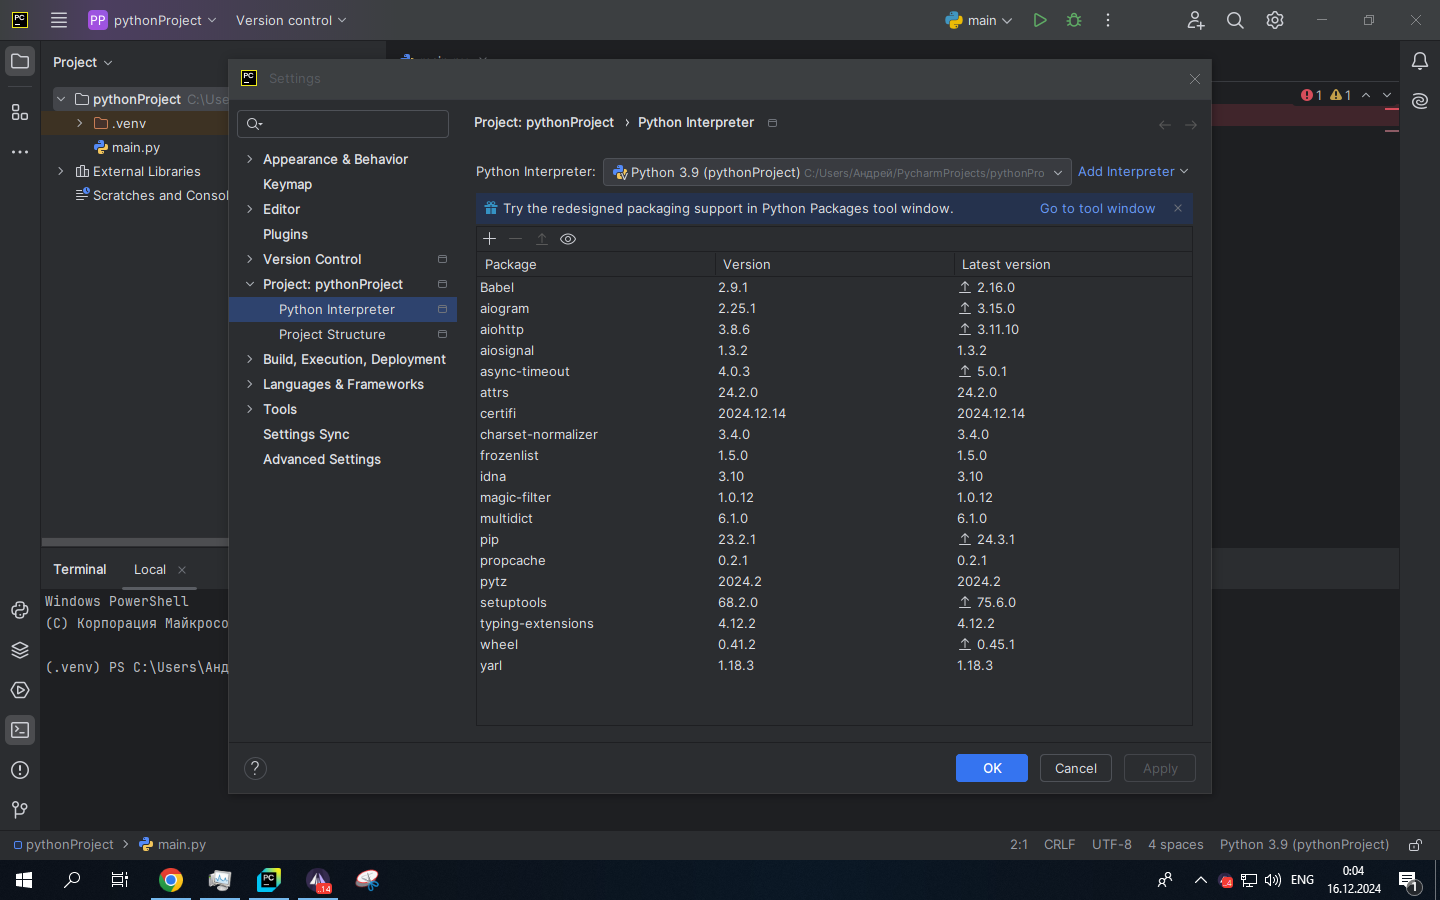 PC
PP pythonProject Version control main
Project
pythonProject C:\Use
.venv
main.py
External Libraries
Scratches and Consol
1 1
PC Settings
Appearance & Behavior
Keymap
Editor
Plugins
Version Control
Project: pythonProject
Python Interpreter
Project Structure
Build, Execution, Deployment
Languages & Frameworks
Tools
Settings Sync
Advanced Settings
Project: pythonProject › Python Interpreter
Python Interpreter: Python 3.9 (pythonProject) C:/Users/Андрей/PycharmProjects/pythonPro Add Interpreter
Try the redesigned packaging support in Python Packages tool window. Go to tool window
Package Version Latest version
Babel 2.9.1 2.16.0
aiogram 2.25.1 3.15.0
aiohttp 3.8.6 3.11.10
aiosignal 1.3.2 1.3.2
async-timeout 4.0.3 5.0.1
attrs 24.2.0 24.2.0
certifi 2024.12.14 2024.12.14
charset-normalizer 3.4.0 3.4.0
frozenlist 1.5.0 1.5.0
idna 3.10 3.10
magic-filter 1.0.12 1.0.12
multidict 6.1.0 6.1.0
pip 23.2.1 24.3.1
propcache 0.2.1 0.2.1
pytz 2024.2 2024.2
setuptools 68.2.0 75.6.0
typing-extensions 4.12.2 4.12.2
wheel 0.41.2 0.45.1
yarl 1.18.3 1.18.3
? OK Cancel Apply
Terminal Local
Windows PowerShell
(C) Корпорация Майкросо
(.venv) PS C:\Users\Анд
pythonProject > main.py
2:1 CRLF UTF-8 4 spaces Python 3.9 (pythonProject)
ENG
0:04
16.12.2024
1